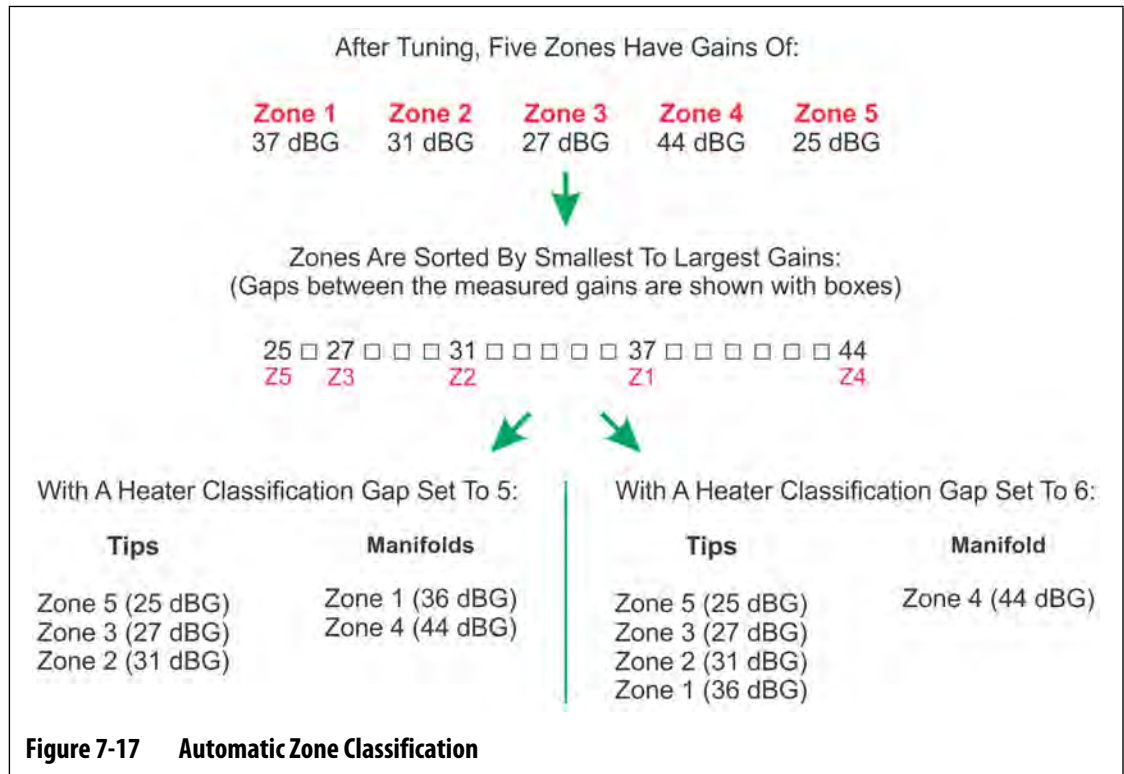 After Tuning, Five Zones Have Gains Of:
Zone 1 Zone 2 Zone 3 Zone 4 Zone 5
37 dBG 31 dBG 27 dBG 44 dBG 25 dBG
Zones Are Sorted By Smallest To Largest Gains:
(Gaps between the measured gains are shown with boxes)
25 □ 27 □ □ □ 31 □ □ □ □ □ 37 □ □ □ □ □ □ 44
Z5 Z3 Z2 Z1 Z4
With A Heater Classification Gap Set To 5:
Tips Manifolds
Zone 5 (25 dBG) Zone 1 (36 dBG)
Zone 3 (27 dBG) Zone 4 (44 dBG)
Zone 2 (31 dBG)
With A Heater Classification Gap Set To 6:
Tips Manifold
Zone 5 (25 dBG) Zone 4 (44 dBG)
Zone 3 (27 dBG)
Zone 2 (31 dBG)
Zone 1 (36 dBG)
Figure 7-17 Automatic Zone Classification